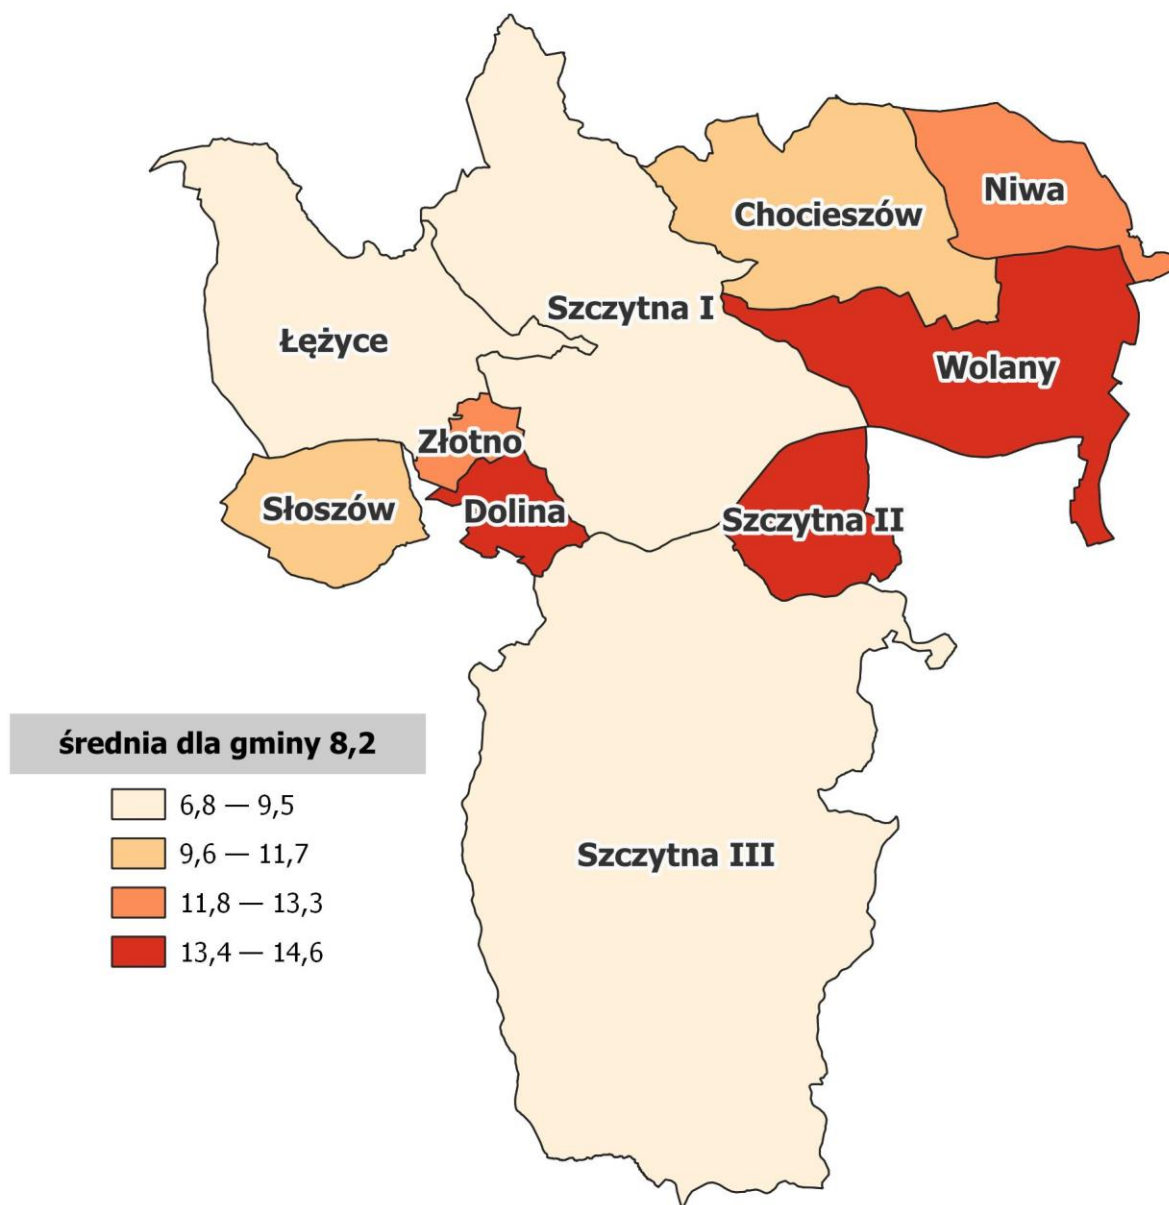 Niwa
Chocieszów
Szczytna I
Łężyce
Wolany
Złotno
Słoszów
Dolina
Szczytna II
średnia dla gminy 8,2
6,8 — 9,5
9,6 — 11,7
11,8 — 13,3
13,4 — 14,6
Szczytna III